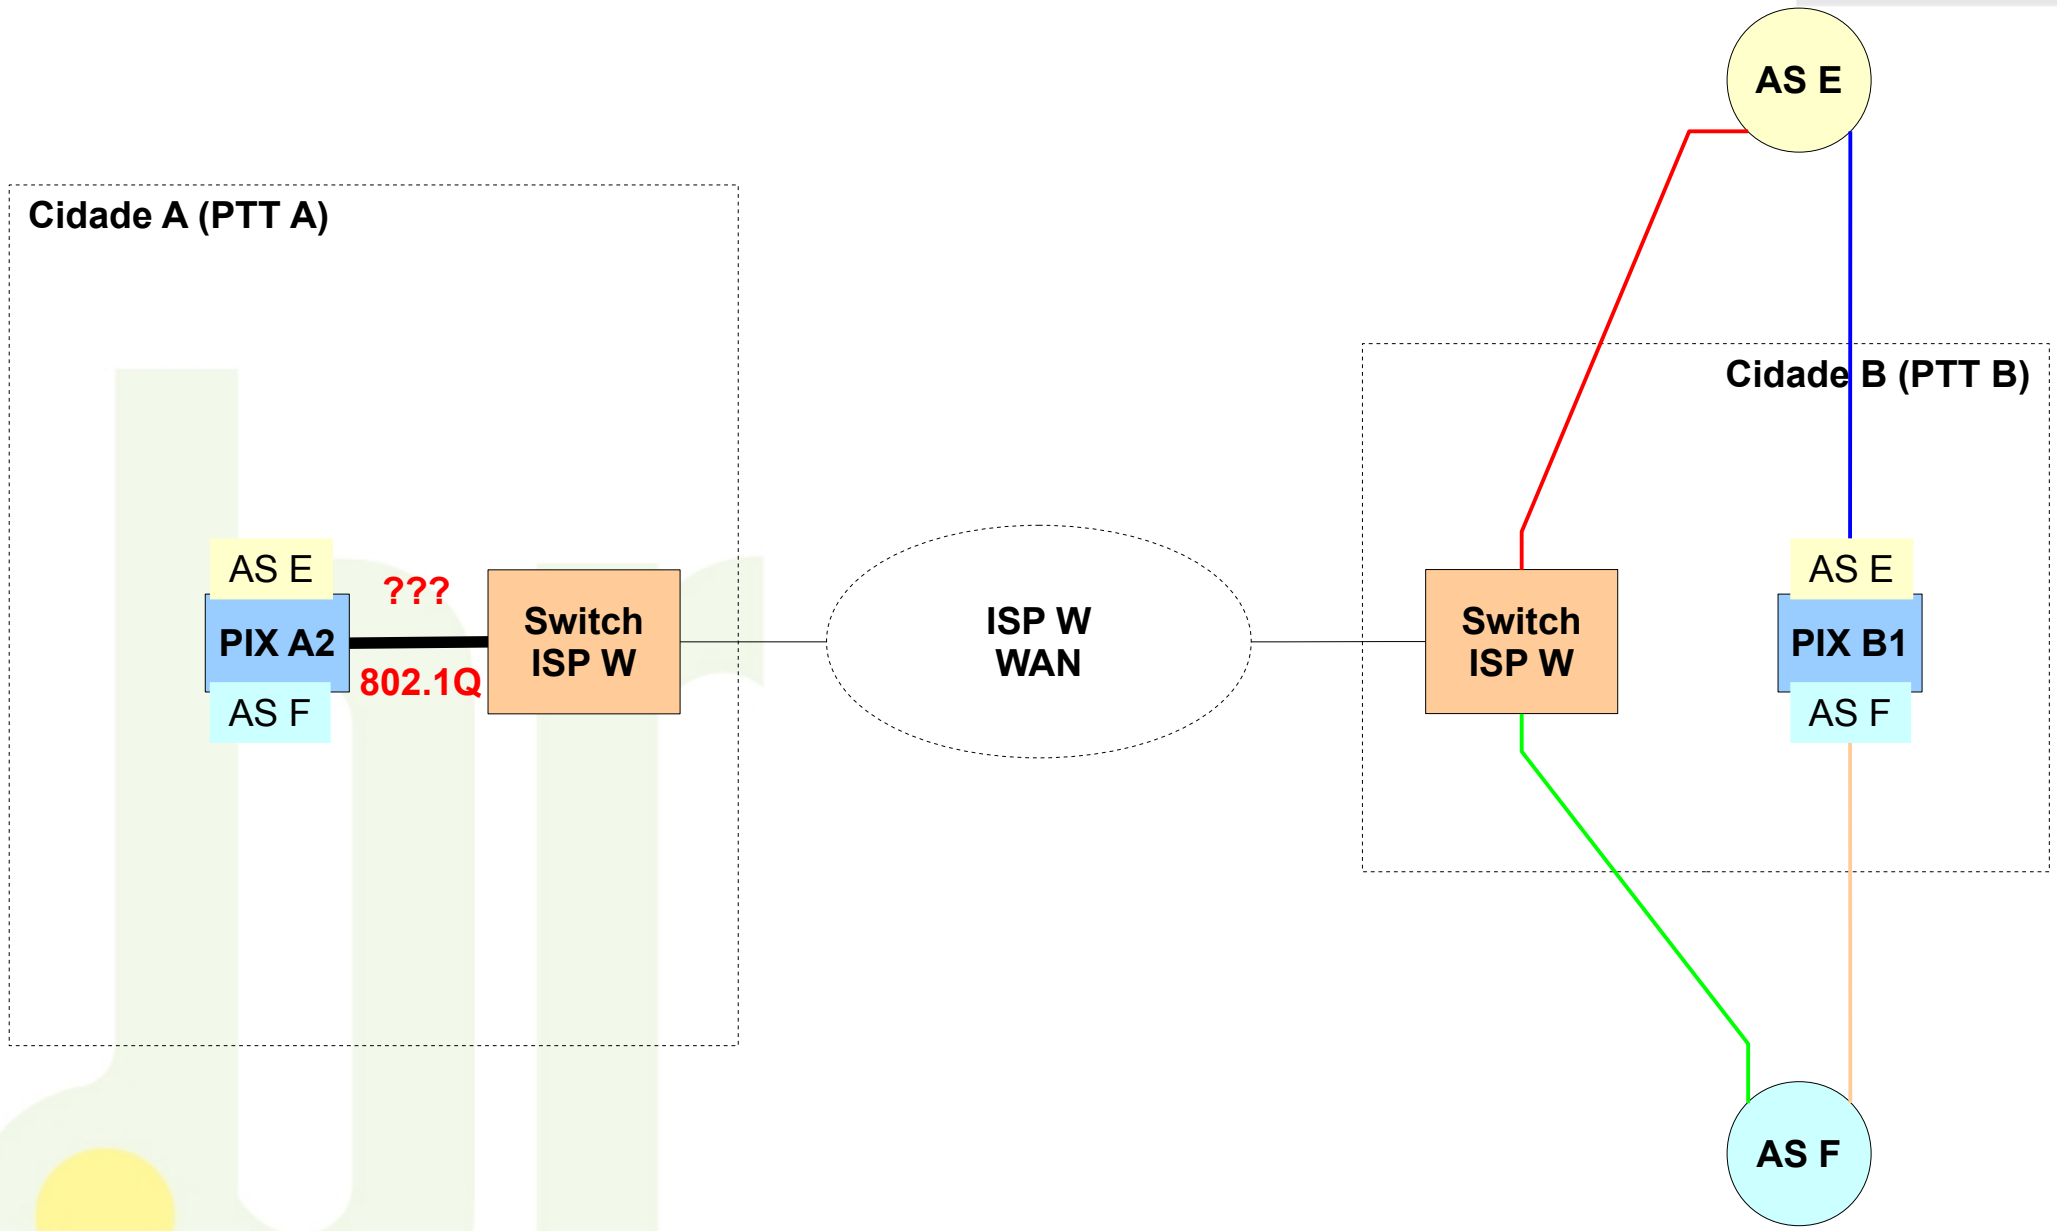 AS E
Cidade A (PTT A)
Cidade B (PTT B)
AS E
???
PIX A2
802.1Q
AS F
Switch
ISP W
ISP W
WAN
Switch
ISP W
AS E
PIX B1
AS F
AS F